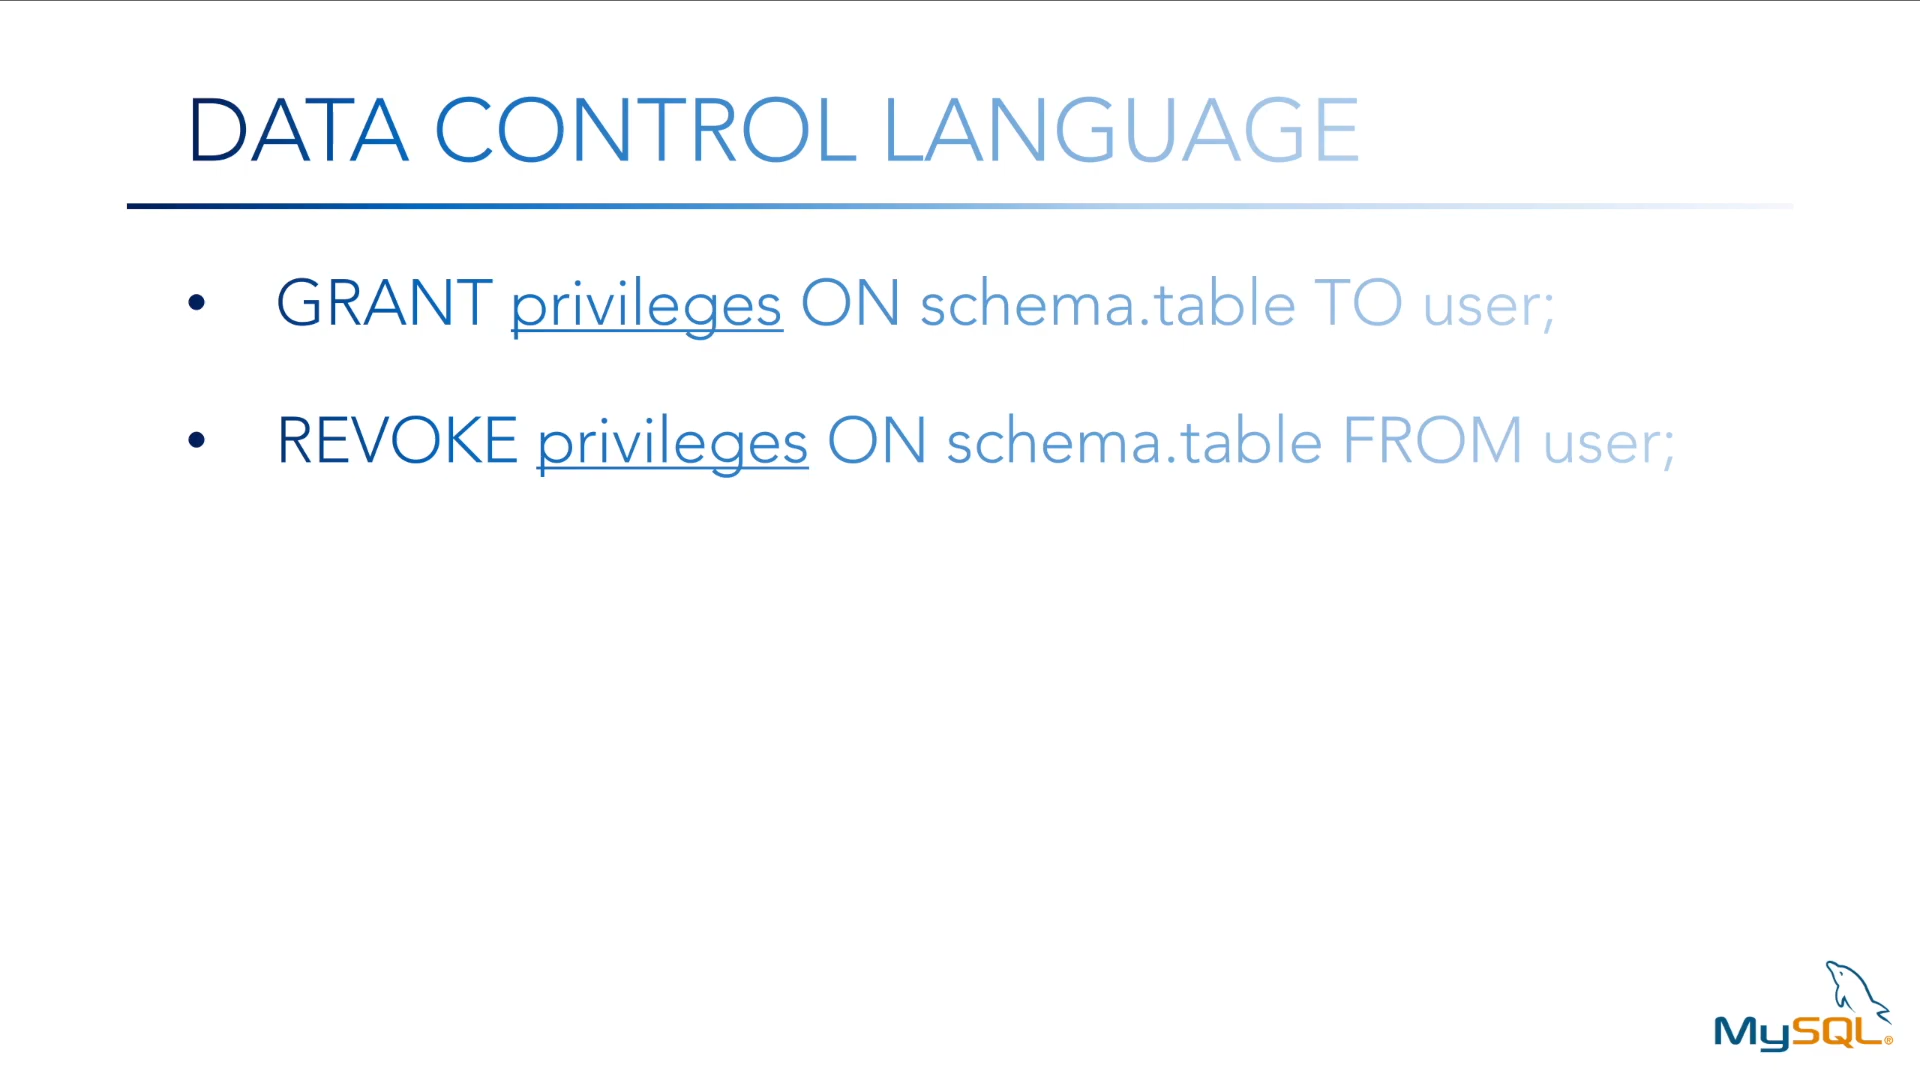 DATA CONTROL LANGUAGE
• GRANT privileges ON schema.table TO user;
• REVOKE privileges ON schema.table FROM user;
MySQL®